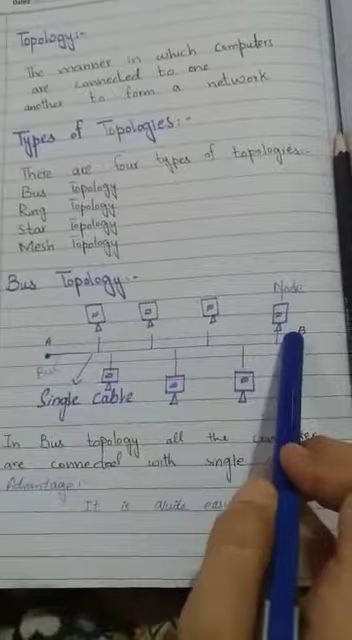 Topology:-
The manner in which computers
are connected to one
another to form a network
Types of Topologies:-
There are four types of topologies:-
Bus Topology
Ring Topology
Star Topology
Mesh Topology
Bus Topology:-
Node
A
B
Bus
Single cable
In Bus topology all the
are connected with single
Advantage:
It is quite